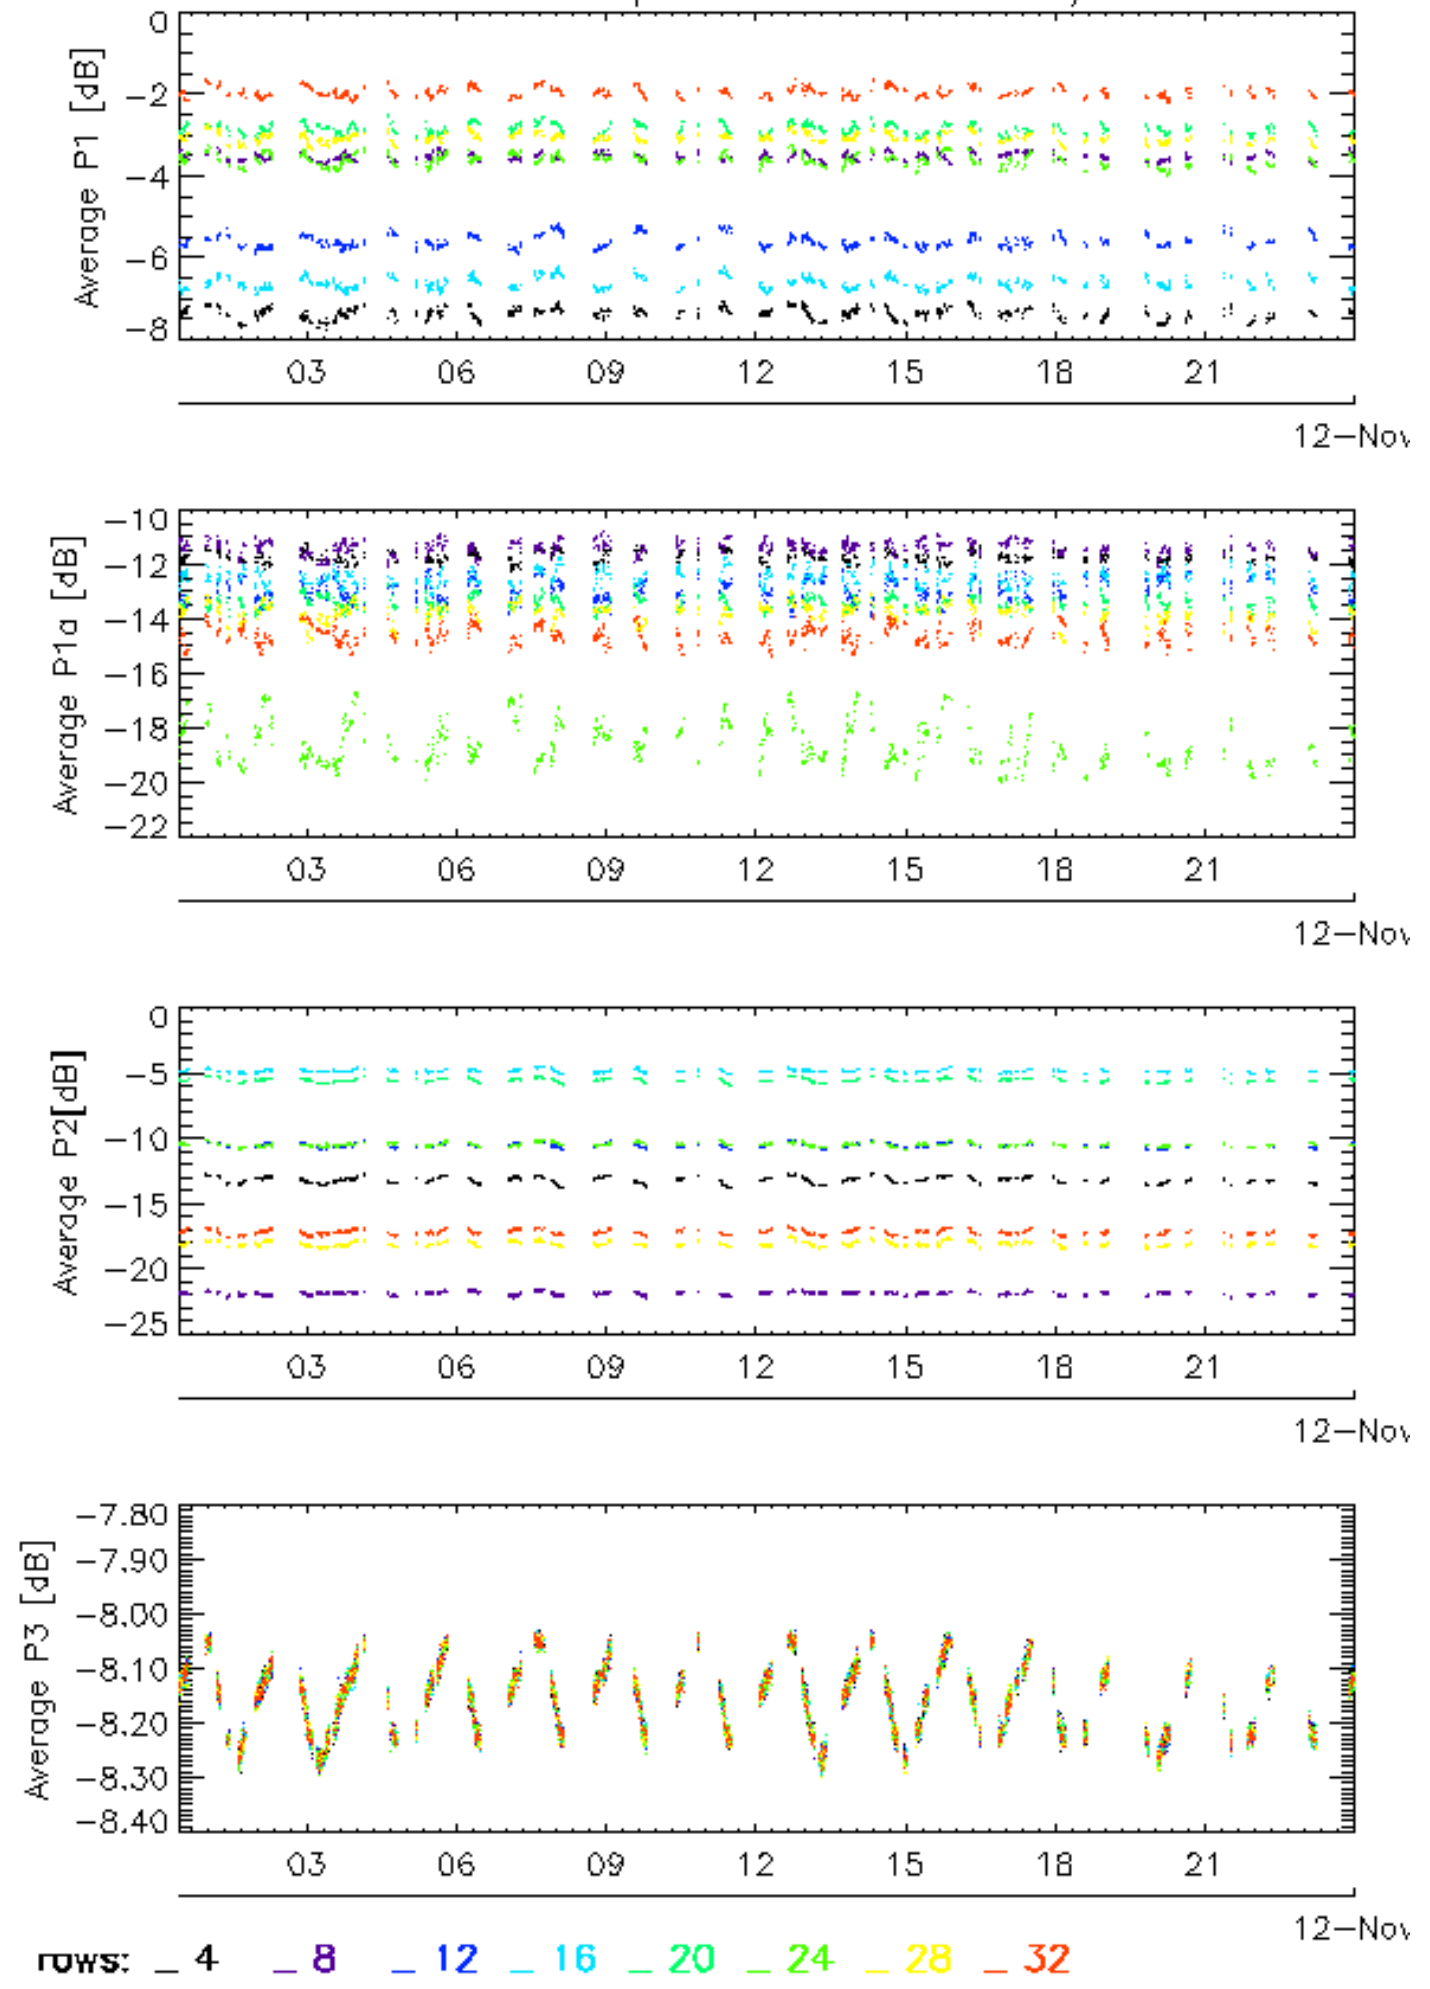 0
-2
-4
-6
-8
Average P1 [dB]
03 06 09 12 15 18 21
12-Nov
-10
-12
-14
-16
-18
-20
-22
Average P1a [dB]
03 06 09 12 15 18 21
12-Nov
0
-5
-10
-15
-20
-25
Average P2[dB]
03 06 09 12 15 18 21
12-Nov
-7.80
-7.90
-8.00
-8.10
-8.20
-8.30
-8.40
Average P3 [dB]
03 06 09 12 15 18 21
12-Nov
rows: _ 4 _ 8 _ 12 _ 16 _ 20 _ 24 _ 28 _ 32